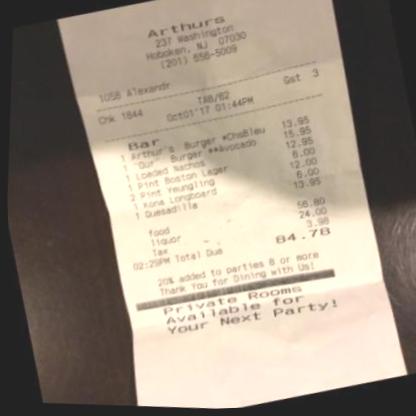 Arthurs
237 Washington
Hoboken, NJ 07030
(201) 656-5009
1058 Alexandr
Chk 1844 TAB/62 Gst 3
Oct01'17 01:44PM
Bar
1 Arthur's Burger *ChsBleu 13.95
1 "Our" Burger **Avocado 15.95
1 Loaded Nachos 12.95
1 Pint Boston Lager 6.00
2 Pint Yeungling 12.00
1 Kona Longboard 6.00
1 Quesadilla 13.95
food 56.80
liquor 24.00
Tax 3.98
02:29PM Total Due 84.78
20% added to parties 8 or more
Thank You for Dining with Us!
Private Rooms
Available for
Your Next Party!